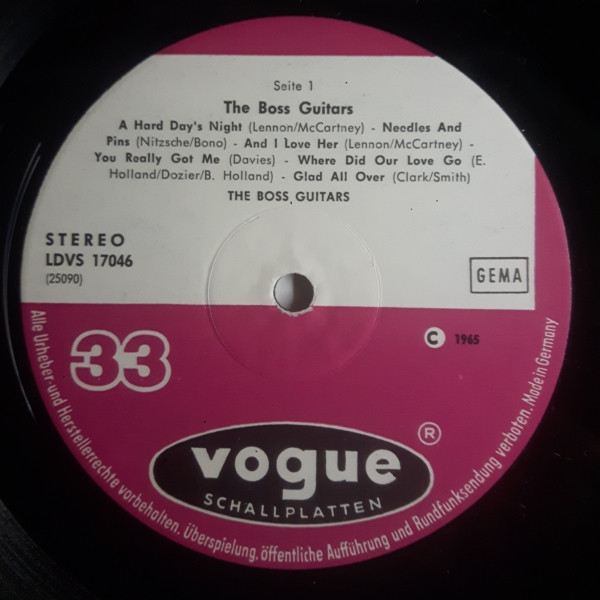 Seite 1
The Boss Guitars
A Hard Day's Night (Lennon/McCartney) - Needles And
Pins (Nitzsche/Bono) - And I Love Her (Lennon/McCartney) -
You Really Got Me (Davies) - Where Did Our Love Go (E.
Holland/Dozier/B. Holland) - Glad All Over (Clark/Smith)
THE BOSS GUITARS
STEREO
LDVS 17046
(25090)
GEMA
33
C 1965
vogue ®
SCHALLPLATTEN
Alle Urheber- und Herstellerrechte vorbehalten. Überspielung, öffentliche Aufführung und Rundfunksendung verboten. Made in Germany